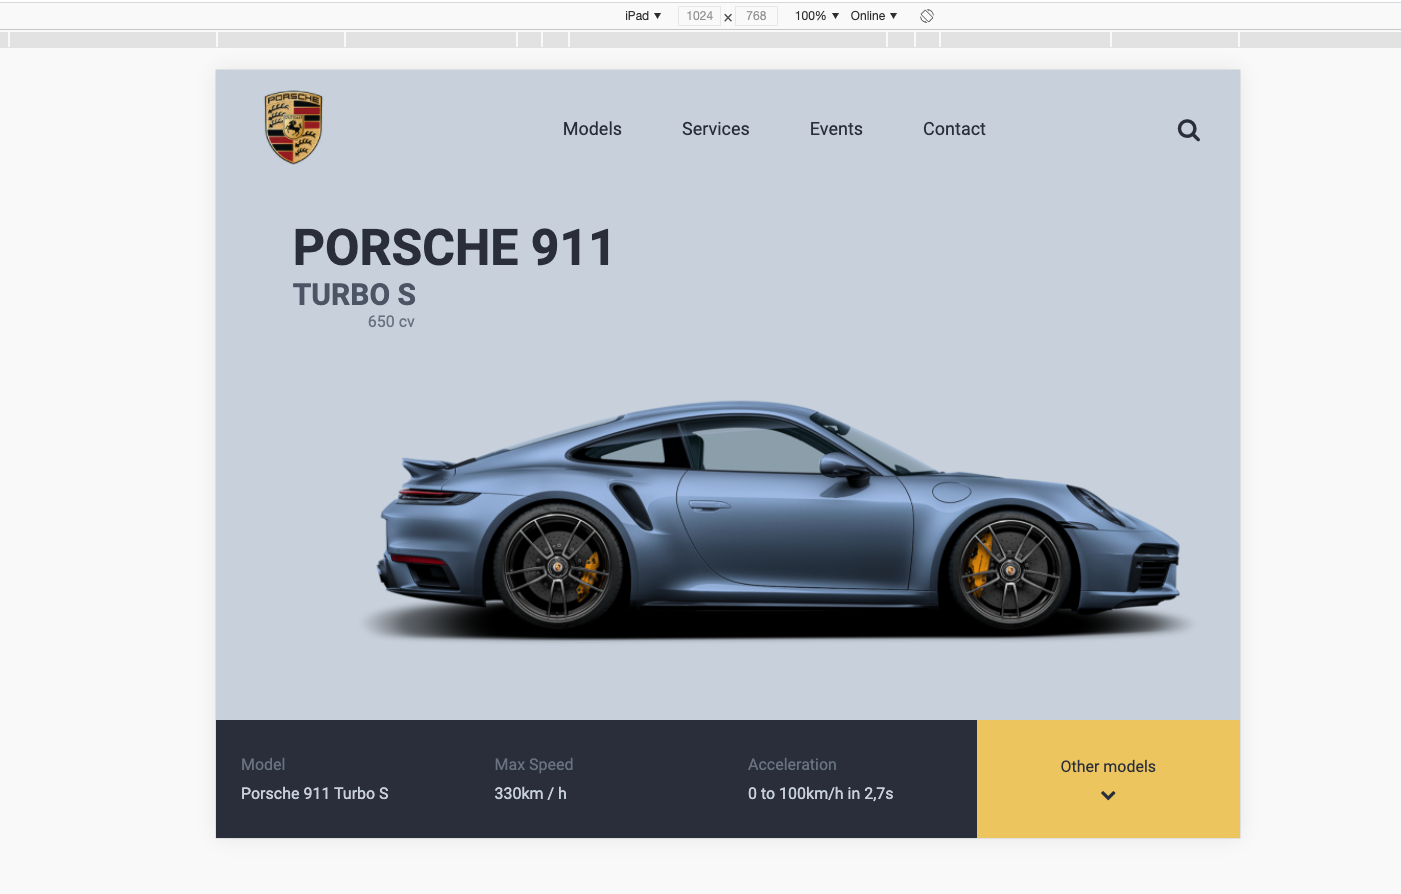 iPad ▼ 1024 × 768 100% ▼ Online ▼
PORSCHE
Models Services Events Contact
PORSCHE 911
TURBO S
650 cv
Model Max Speed Acceleration
Porsche 911 Turbo S 330km / h 0 to 100km/h in 2,7s
Other models